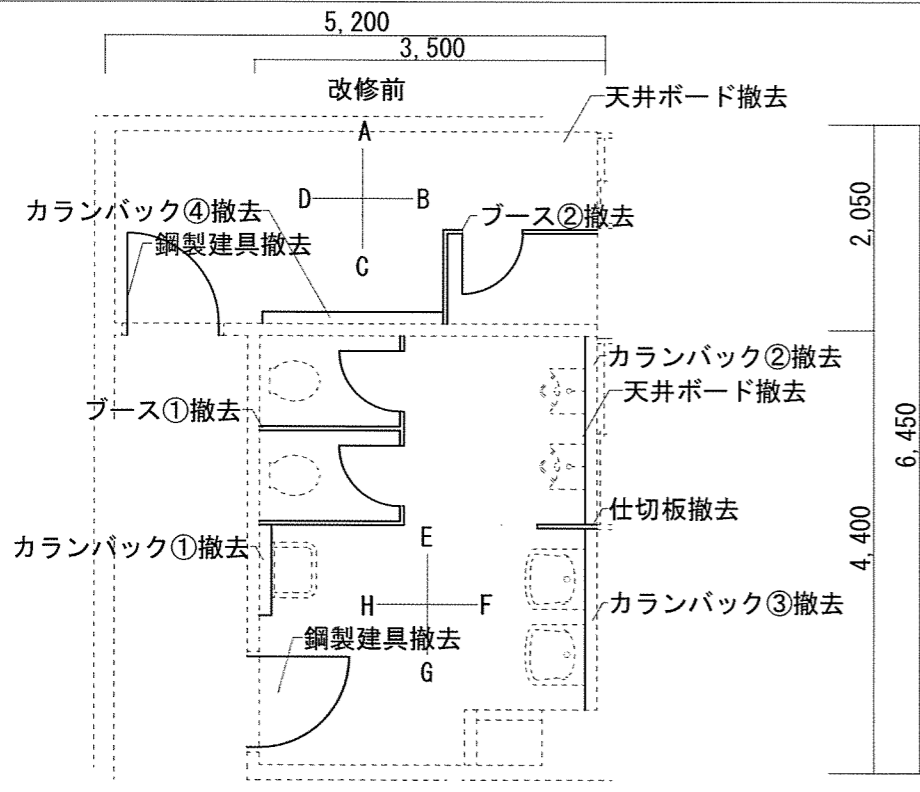 5,200
3,500
改修前
天井ボード撤去
A
D
B
C
カランバック④撤去
鋼製建具撤去
ブース②撤去
2,050
カランバック②撤去
天井ボード撤去
ブース①撤去
6,450
仕切板撤去
4,400
カランバック①撤去
E
H
F
G
カランバック③撤去
鋼製建具撤去